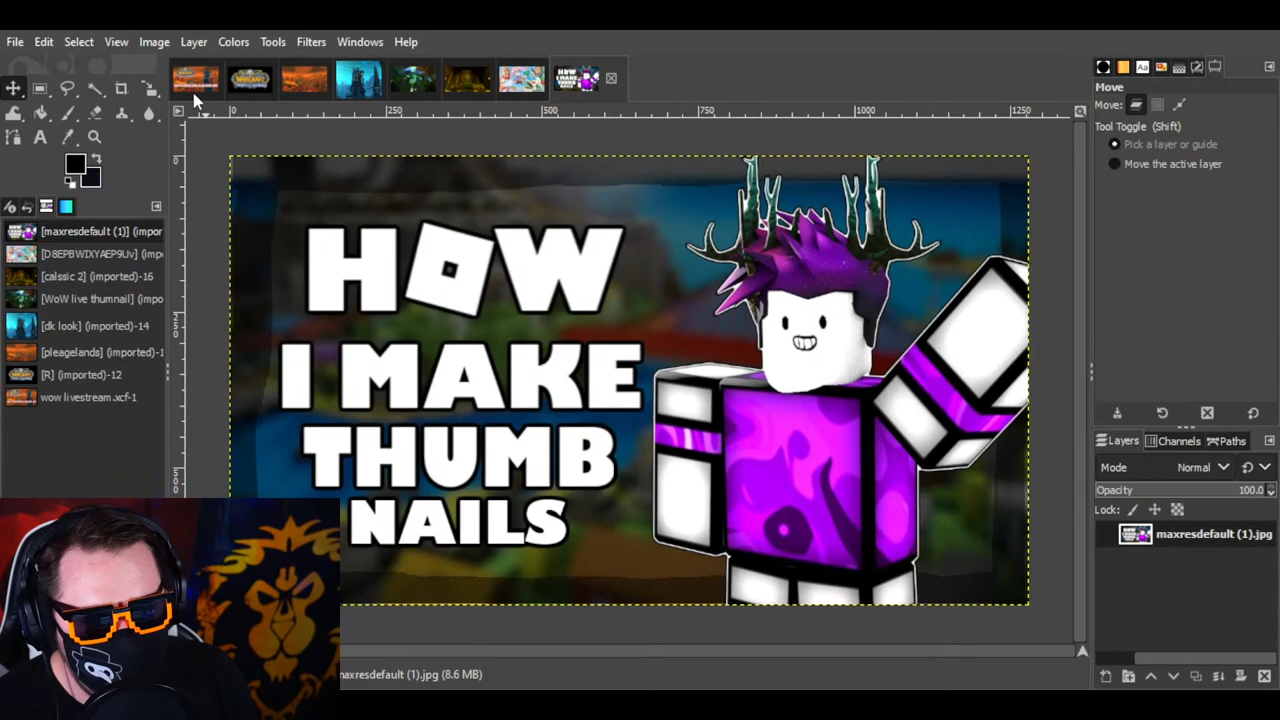 File Edit Select View Image Layer Colors Tools Filters Windows Help
0 250 500 750 1000 1250
Move
Move:
Tool Toggle (Shift)
Pick a layer or guide
Move the active layer
[maxresdefault (1)] (impor
[D8EPBWIXYAEP9Uv] (imp
[calssic 2] (imported)-16
[WoW live thumnail] (impo
[dk look] (imported)-14
[pleagelands] (imported)-1
[R] (imported)-12
wow livestream.xcf-1
HOW
I MAKE
THUMB
NAILS
Layers Channels Paths
Mode Normal
Opacity 100.0
Lock:
maxresdefault (1).jpg
maxresdefault (1).jpg (8.6 MB)